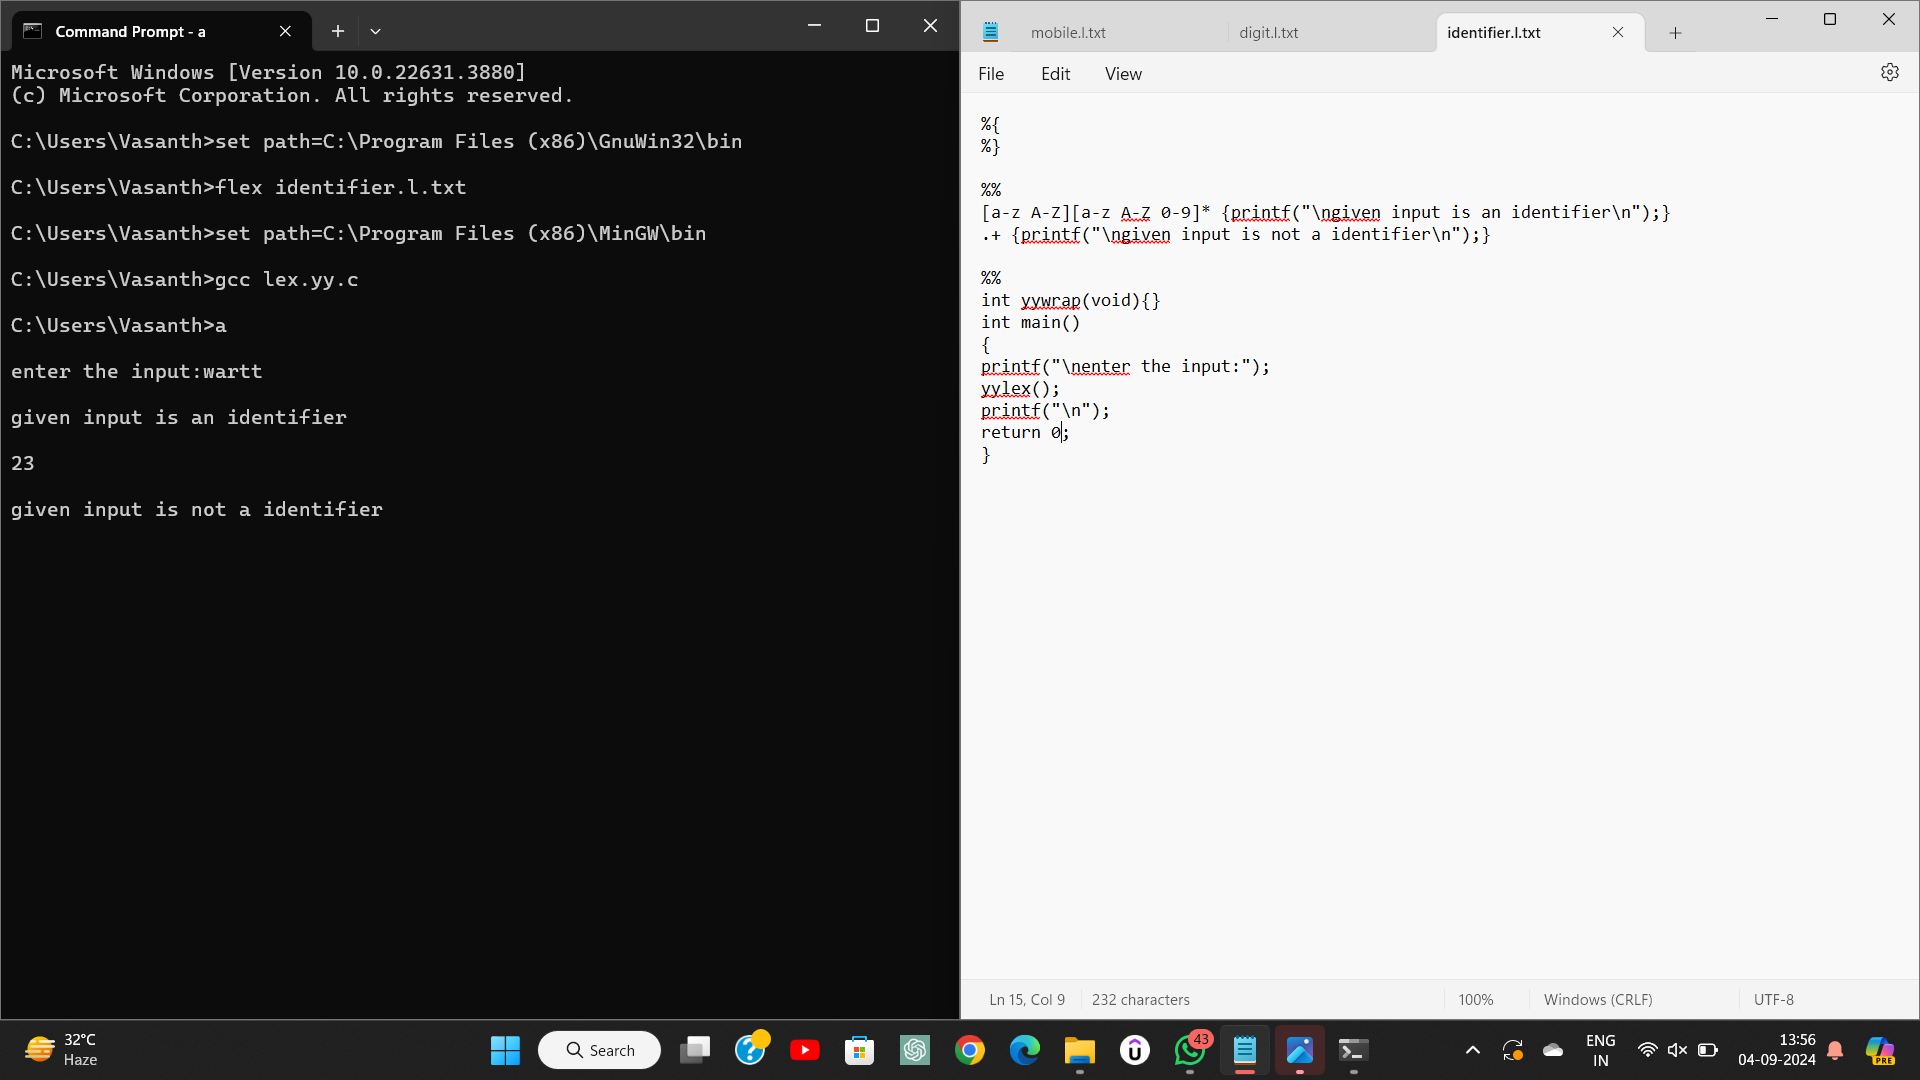 Command Prompt - a
Microsoft Windows [Version 10.0.22631.3880]
(c) Microsoft Corporation. All rights reserved.
C:\Users\Vasanth>set path=C:\Program Files (x86)\GnuWin32\bin
C:\Users\Vasanth>flex identifier.l.txt
C:\Users\Vasanth>set path=C:\Program Files (x86)\MinGW\bin
C:\Users\Vasanth>gcc lex.yy.c
C:\Users\Vasanth>a
enter the input:wartt
given input is an identifier
23
given input is not a identifier
mobile.l.txt
digit.l.txt
identifier.l.txt
File
Edit
View
%{
%}
%%
[a-z A-Z][a-z A-Z 0-9]* {printf("\ngiven input is an identifier\n");}
.+ {printf("\ngiven input is not a identifier\n");}
%%
int yywrap(void){}
int main()
{
printf("\nenter the input:");
yylex();
printf("\n");
return 0;
}
Ln 15, Col 9
232 characters
100%
Windows (CRLF)
UTF-8
32°C
Haze
Search
43
ENG
IN
13:56
04-09-2024
PRE